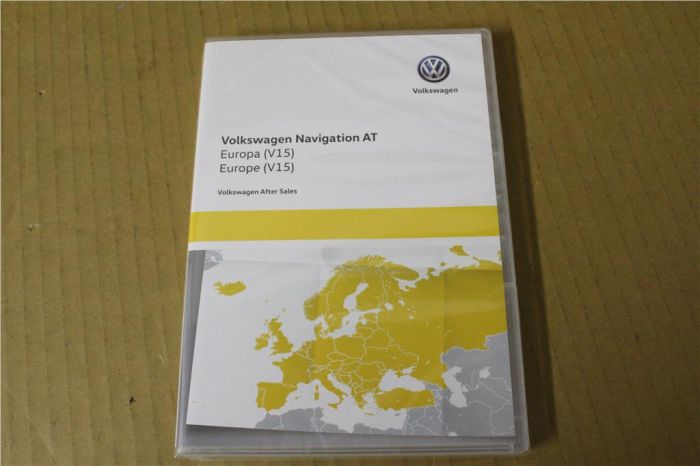 Volkswagen
Volkswagen Navigation AT
Europa (V15)
Europe (V15)
Volkswagen After Sales